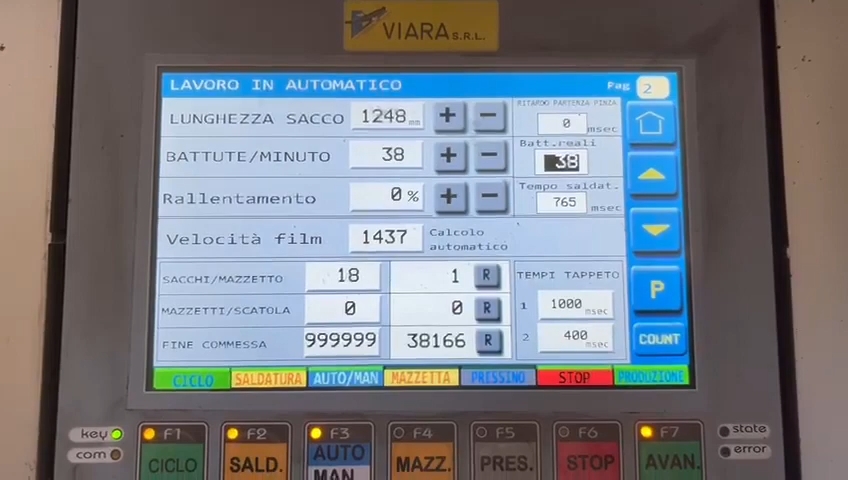 VIARA S.R.L.
LAVORO IN AUTOMATICO Pag 2
LUNGHEZZA SACCO 1248 mm + −
RITARDO PARTENZA PINZA
0 msec
BATTUTE/MINUTO 38 + −
Batt.reali
38
Rallentamento 0 % + −
Tempo saldat.
765 msec
Velocità film 1437 Calcolo
automatico
SACCHI/MAZZETTO 18 1 R
MAZZETTI/SCATOLA 0 0 R
FINE COMMESSA 999999 38166 R
TEMPI TAPPETO
1 1000 msec
2 400 msec
P
COUNT
CICLO SALDATURA AUTO/MAN MAZZETTA PRESSINO STOP PRODUZIONE
key F1 F2 F3 F4 F5 F6 F7 state
com error
CICLO SALD. AUTO MAN MAZZ. PRES. STOP AVAN.